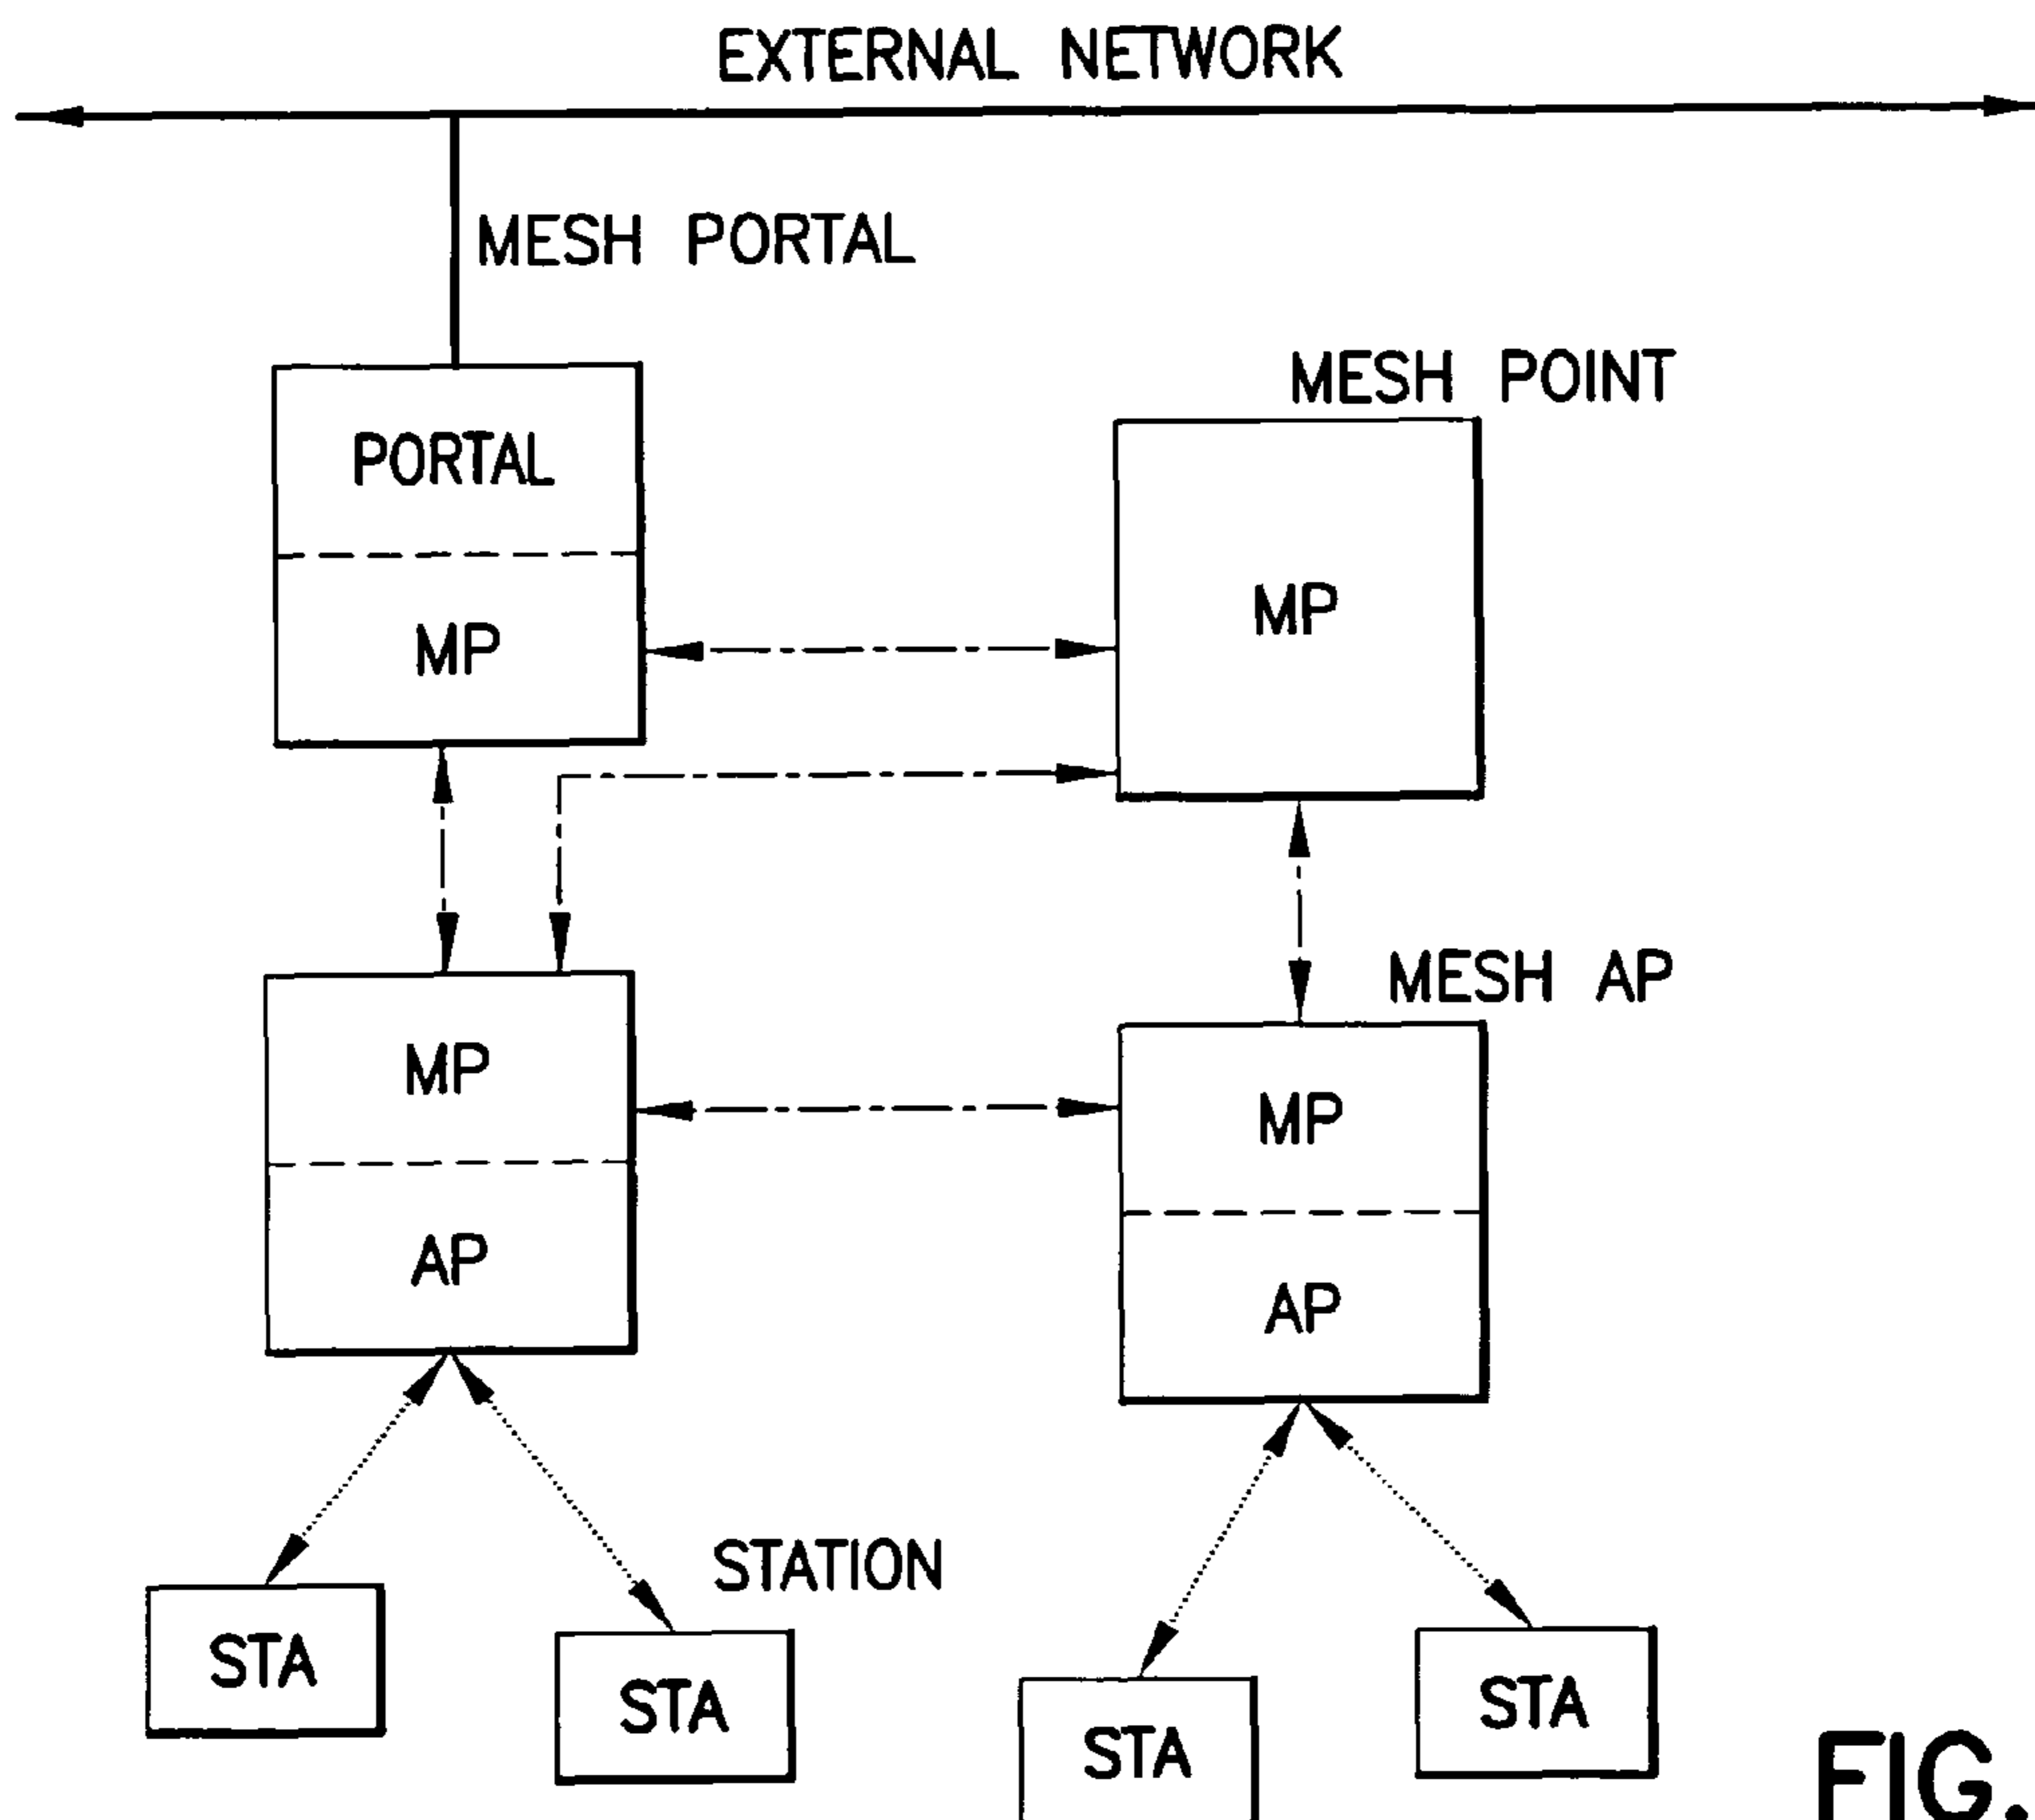 EXTERNAL NETWORK
MESH PORTAL
MESH POINT
PORTAL
MP
MP
MESH AP
MP
AP
MP
AP
STATION
STA
STA
STA
STA
FIG.